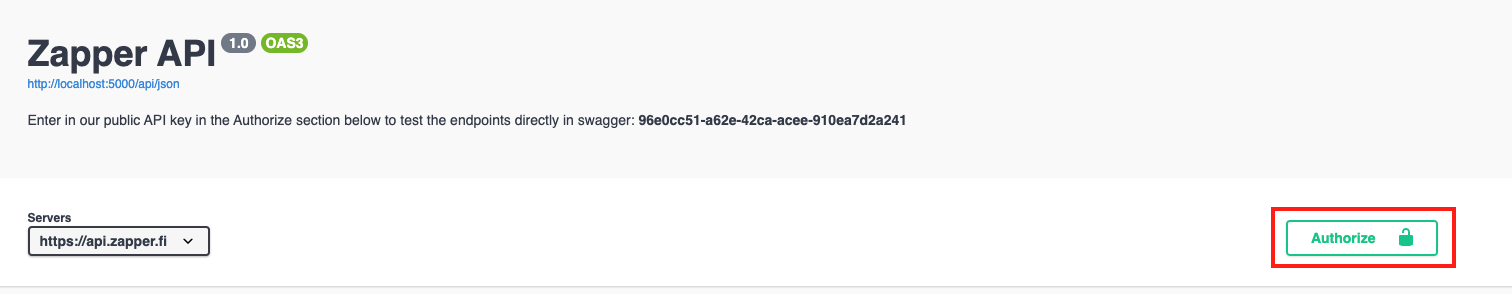 Zapper API 1.0 OAS3
http://localhost:5000/api/json
Enter in our public API key in the Authorize section below to test the endpoints directly in swagger: 96e0cc51-a62e-42ca-acee-910ea7d2a241
Servers
https://api.zapper.fi
Authorize